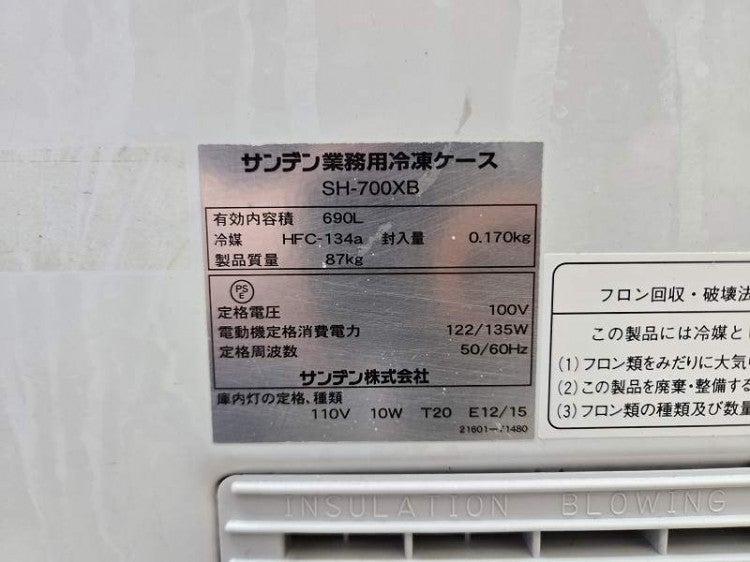 サンデン業務用冷凍ケース
SH-700XB
有効内容積 690L
冷媒 HFC-134a 封入量 0.170kg
製品質量 87kg
PS
E
定格電圧 100V
電動機定格消費電力 122/135W
定格周波数 50/60Hz
サンデン株式会社
庫内灯の定格、種類
110V 10W T20 E12/15
フロン回収・破壊法
この製品には冷媒と
(1)フロン類をみだりに大気
(2)この製品を廃棄・整備する
(3)フロン類の種類及び数量
INSULATION BLOWING